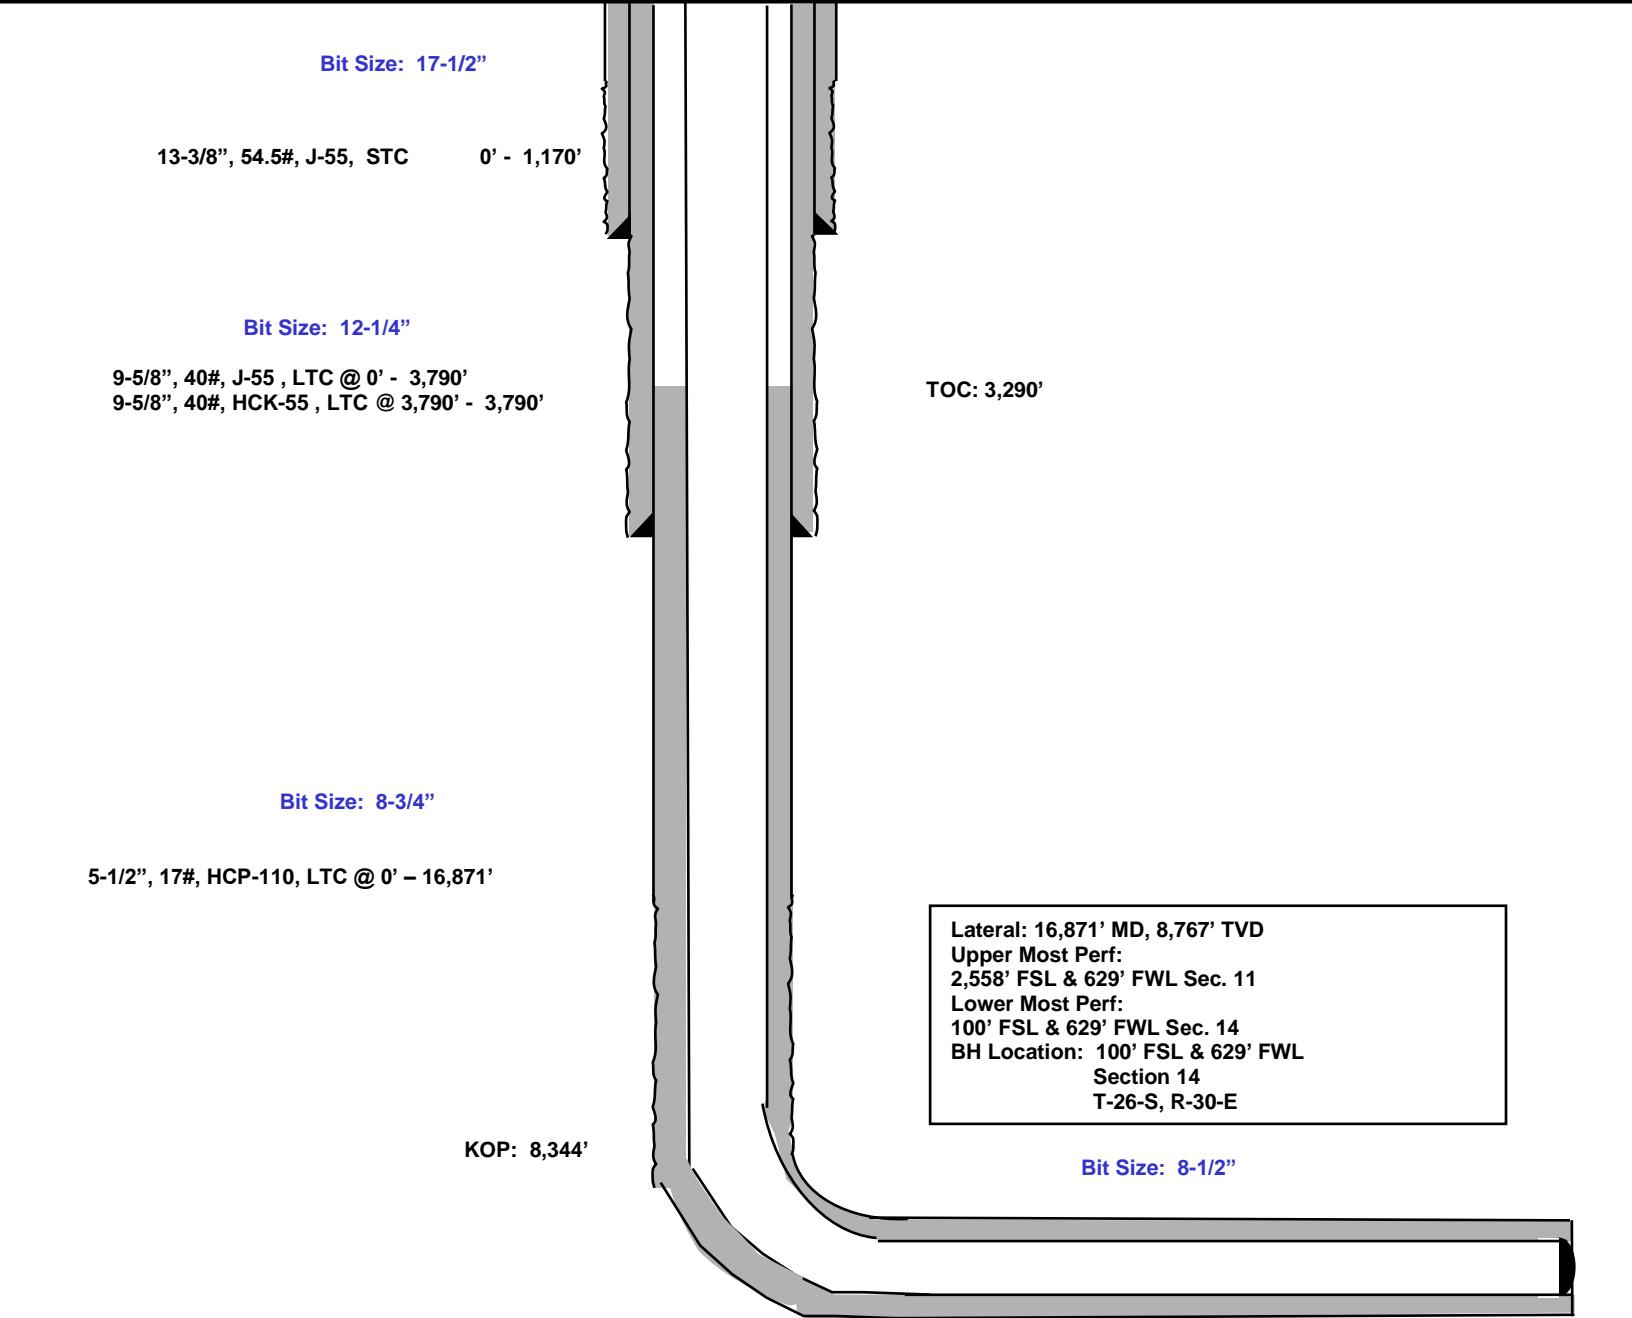 Bit Size: 17-1/2”
13-3/8”, 54.5#, J-55, STC 0’ - 1,170’
Bit Size: 12-1/4”
9-5/8”, 40#, J-55 , LTC @ 0’ - 3,790’
9-5/8”, 40#, HCK-55 , LTC @ 3,790’ - 3,790’
TOC: 3,290’
Bit Size: 8-3/4”
5-1/2”, 17#, HCP-110, LTC @ 0’ – 16,871’
Lateral: 16,871’ MD, 8,767’ TVD
Upper Most Perf:
2,558’ FSL & 629’ FWL Sec. 11
Lower Most Perf:
100’ FSL & 629’ FWL Sec. 14
BH Location: 100’ FSL & 629’ FWL
Section 14
T-26-S, R-30-E
KOP: 8,344’
Bit Size: 8-1/2”